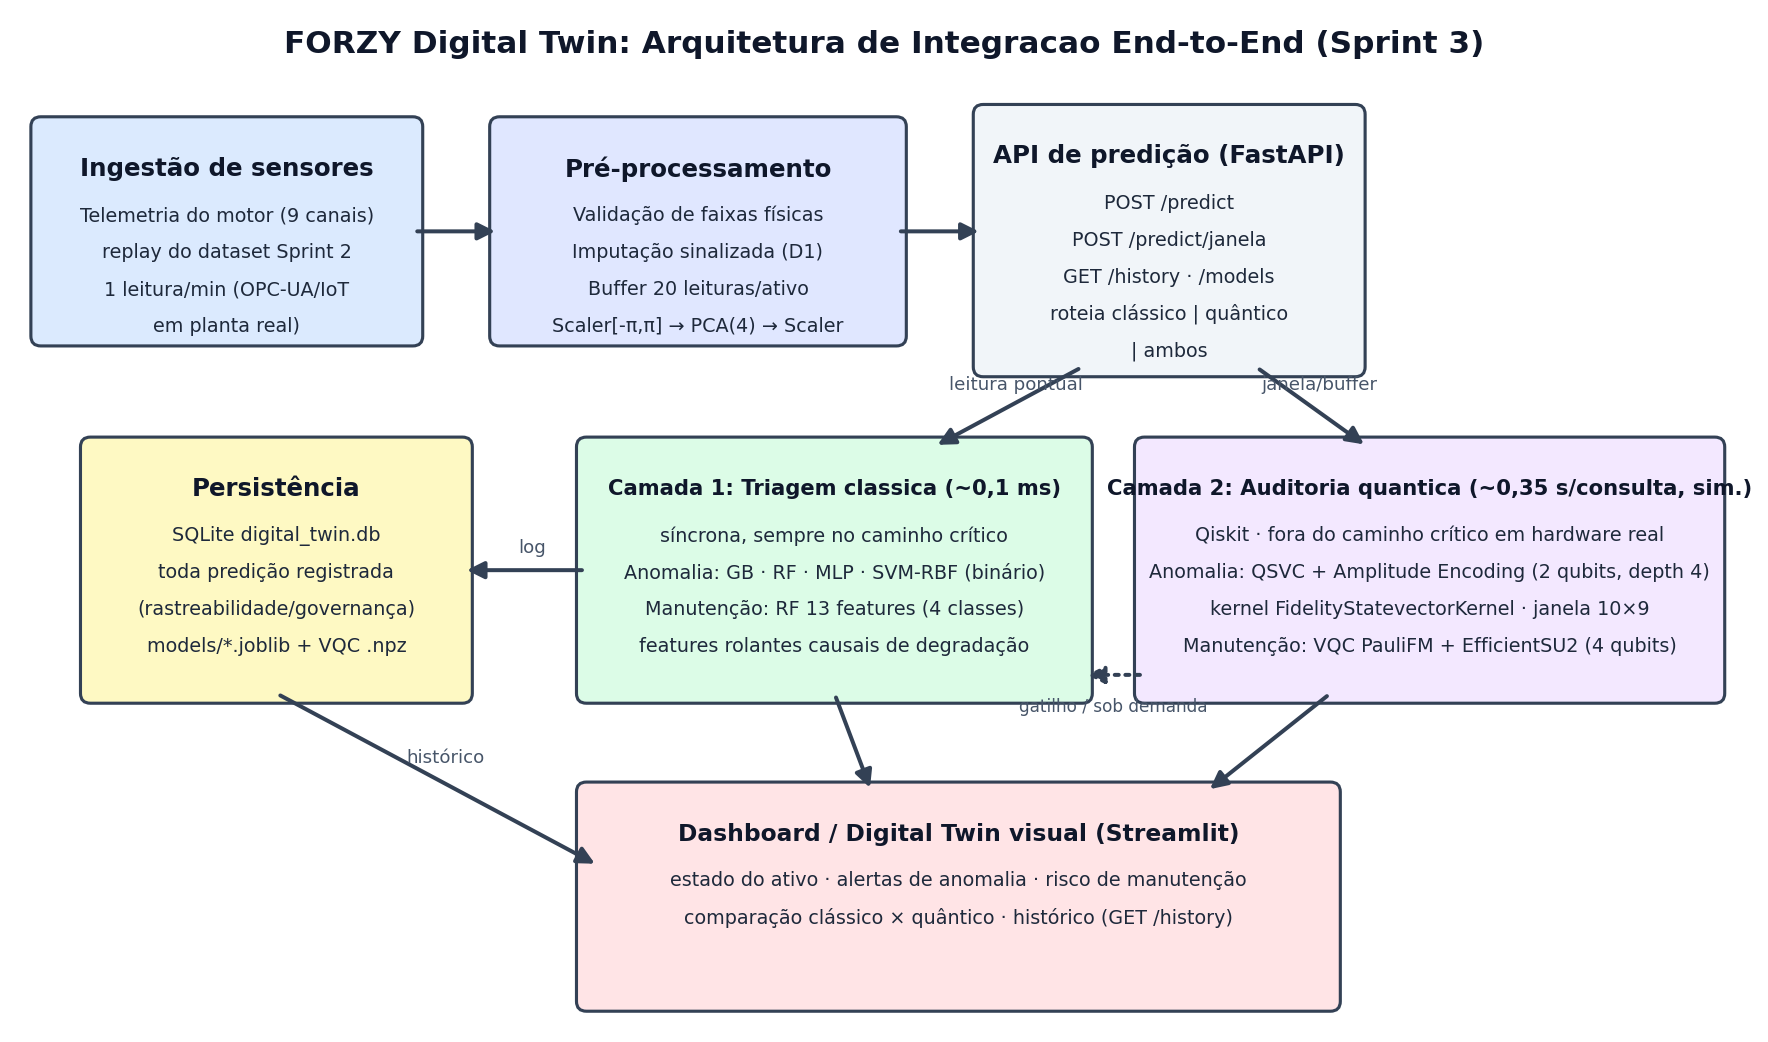 FORZY Digital Twin: Arquitetura de Integracao End-to-End (Sprint 3)
Ingestão de sensores
Telemetria do motor (9 canais)
replay do dataset Sprint 2
1 leitura/min (OPC-UA/IoT
em planta real)
Pré-processamento
Validação de faixas físicas
Imputação sinalizada (D1)
Buffer 20 leituras/ativo
Scaler[-π,π] → PCA(4) → Scaler
API de predição (FastAPI)
POST /predict
POST /predict/janela
GET /history · /models
roteia clássico | quântico
| ambos
leitura pontual
janela/buffer
Persistência
SQLite digital_twin.db
toda predição registrada
(rastreabilidade/governança)
models/*.joblib + VQC .npz
log
Camada 1: Triagem classica (~0,1 ms)
síncrona, sempre no caminho crítico
Anomalia: GB · RF · MLP · SVM-RBF (binário)
Manutenção: RF 13 features (4 classes)
features rolantes causais de degradação
Camada 2: Auditoria quantica (~0,35 s/consulta, sim.)
Qiskit · fora do caminho crítico em hardware real
Anomalia: QSVC + Amplitude Encoding (2 qubits, depth 4)
kernel FidelityStatevectorKernel · janela 10×9
Manutenção: VQC PauliFM + EfficientSU2 (4 qubits)
gatilho / sob demanda
histórico
Dashboard / Digital Twin visual (Streamlit)
estado do ativo · alertas de anomalia · risco de manutenção
comparação clássico × quântico · histórico (GET /history)